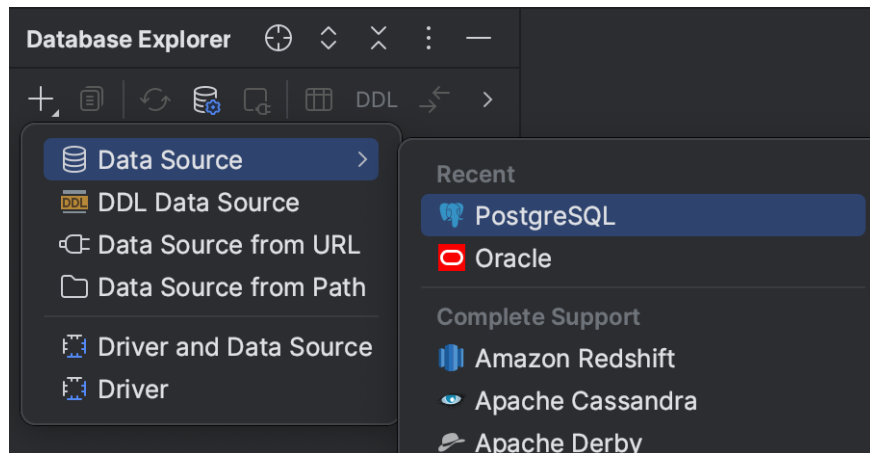 Database Explorer
DDL
Data Source
DDL DDL Data Source
Data Source from URL
Data Source from Path
Driver and Data Source
Driver
Recent
PostgreSQL
Oracle
Complete Support
Amazon Redshift
Apache Cassandra
Apache Derby